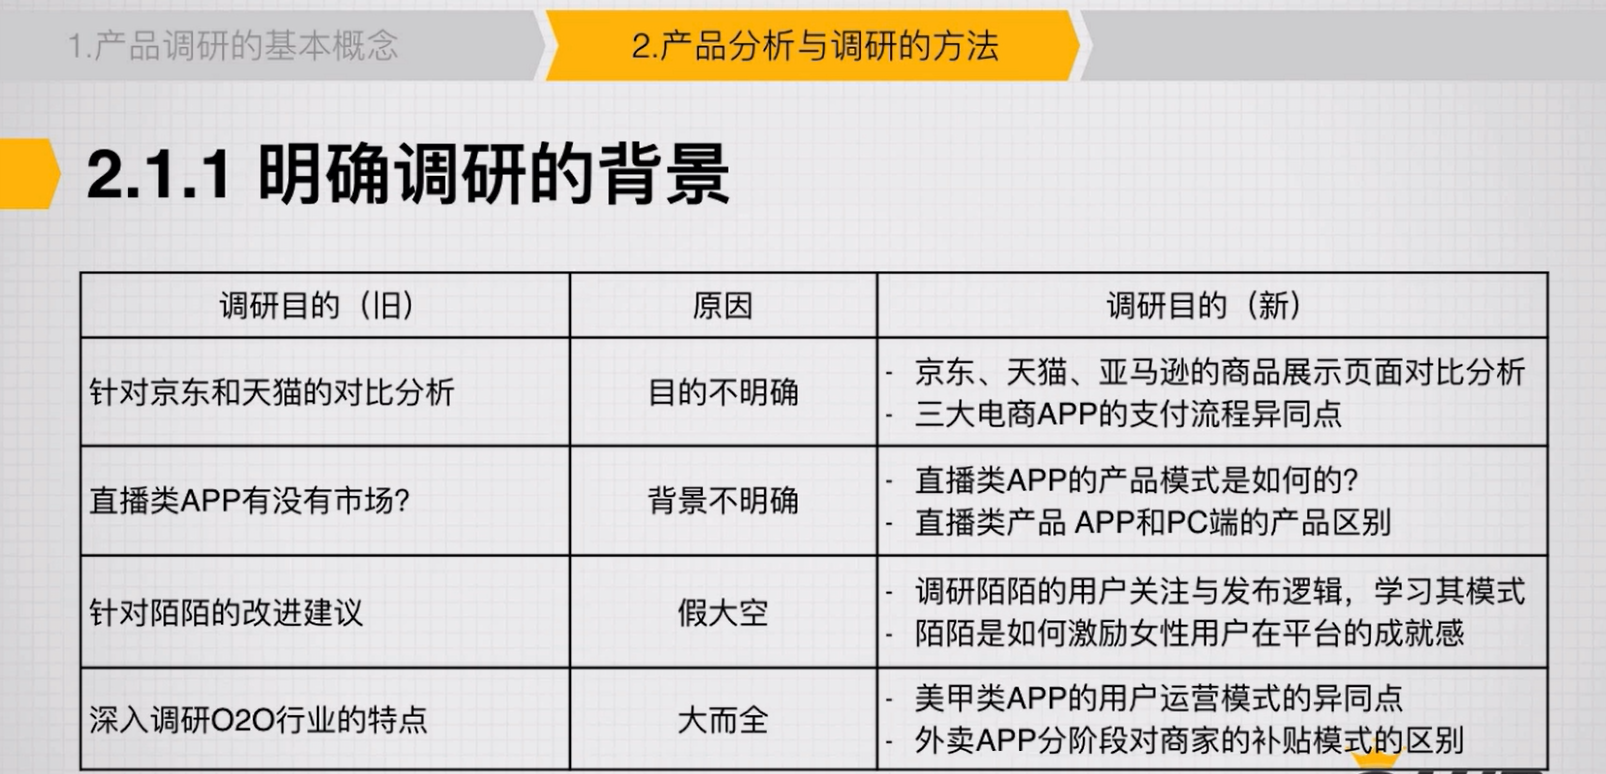 1.产品调研的基本概念
2.产品分析与调研的方法
2.1.1 明确调研的背景
调研目的（旧）
原因
调研目的（新）
针对京东和天猫的对比分析
目的不明确
- 京东、天猫、亚马逊的商品展示页面对比分析
- 三大电商APP的支付流程异同点
直播类APP有没有市场?
背景不明确
- 直播类APP的产品模式是如何的?
- 直播类产品 APP和PC端的产品区别
针对陌陌的改进建议
假大空
- 调研陌陌的用户关注与发布逻辑，学习其模式
- 陌陌是如何激励女性用户在平台的成就感
深入调研O2O行业的特点
大而全
- 美甲类APP的用户运营模式的异同点
- 外卖APP分阶段对商家的补贴模式的区别